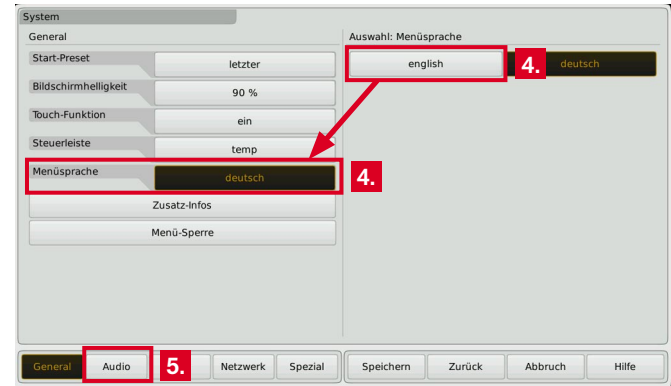 System
General
Start-Preset
letzter
Bildschirmhelligkeit
90 %
Touch-Funktion
ein
Steuerleiste
temp
Menüsprache
deutsch
4.
Zusatz-Infos
Menü-Sperre
Auswahl: Menüsprache
english
4.
deutsch
General
Audio
5.
Netzwerk
Spezial
Speichern
Zurück
Abbruch
Hilfe